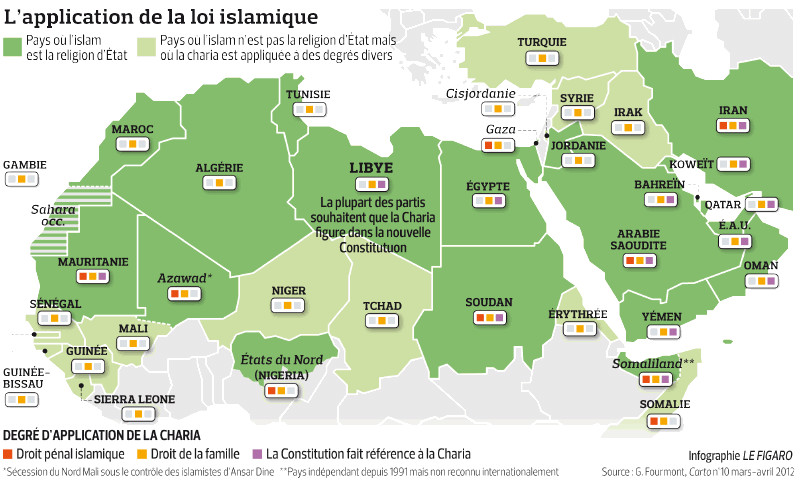 L'application de la loi islamique
Pays où l'islam
est la religion d'État
Pays où l'islam n'est pas la religion d'État mais
où la charia est appliquée à des degrés divers
TURQUIE
Cisjordanie
TUNISIE
SYRIE
IRAK
IRAN
MAROC
Gaza
JORDANIE
GAMBIE
ALGÉRIE
LIBYE
KOWEÏT
ÉGYPTE
BAHREÏN
La plupart des partis
souhaitent que la Charia
figure dans la nouvelle
Constitution
QATAR
Sahara
occ.
É.A.U.
ARABIE
SAOUDITE
MAURITANIE
OMAN
Azawad*
NIGER
TCHAD
SOUDAN
ÉRYTHRÉE
YÉMEN
SÉNÉGAL
MALI
GUINÉE
États du Nord
(NIGERIA)
Somaliland**
GUINÉE-
BISSAU
SIERRA LEONE
SOMALIE
DEGRÉ D'APPLICATION DE LA CHARIA
Droit pénal islamique
Droit de la famille
La Constitution fait référence à la Charia
Infographie LE FIGARO
*Sécession du Nord Mali sous le contrôle des islamistes d'Ansar Dine
**Pays indépendant depuis 1991 mais non reconnu internationalement
Source : G. Fourmont, Carto n°10 mars-avril 2012